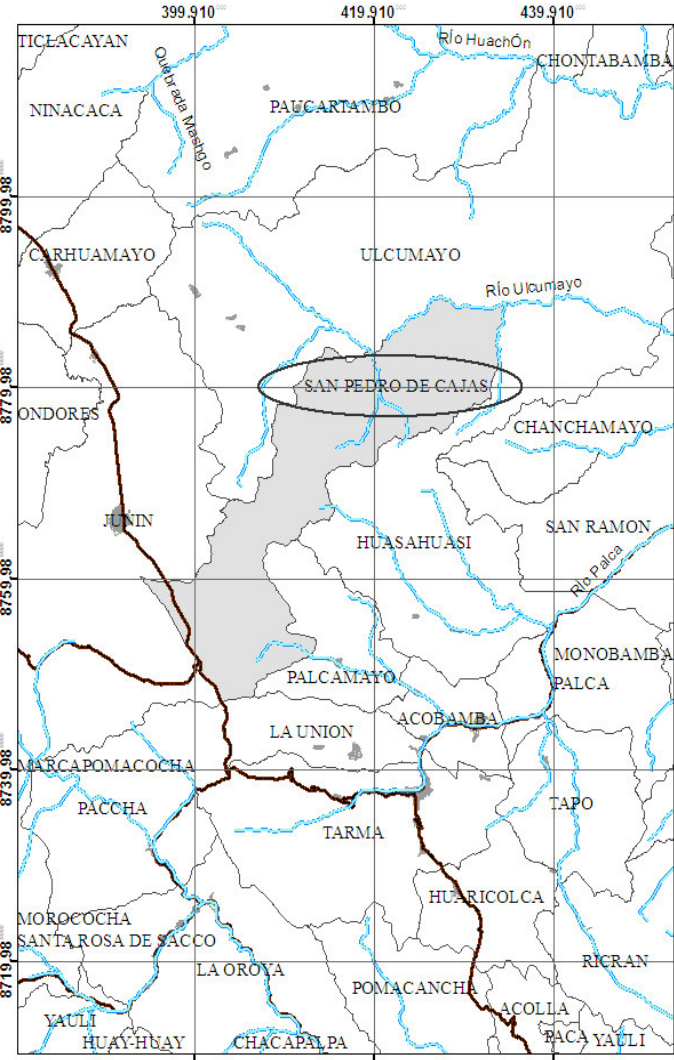 399.910 419.910 439.910
TICLACAYAN
Río HuachÓn
CHONTABAMBA
Quebrada Mashgo
NINACACA
PAUCARTAMBO
8799.98
CARHUAMAYO
ULCUMAYO
Río Ulcumayo
8779.98
SAN PEDRO DE CAJAS
ONDORES
CHANCHAMAYO
JUNIN
SAN RAMON
HUASAHUASI
Río Palca
8759.98
MONOBAMBA
PALCAMAYO
PALCA
ACOBAMBA
LA UNION
8739.98
MARCAPOMACOCHA
PACCHA
TAPO
TARMA
HUARICOLCA
MOROCOCHA
SANTA ROSA DE SACCO
8719.98
LA OROYA
RICRAN
POMACANCHA
ACOLLA
YAULI
HUAY-HUAY
CHACAPALPA
PACA
YAULI